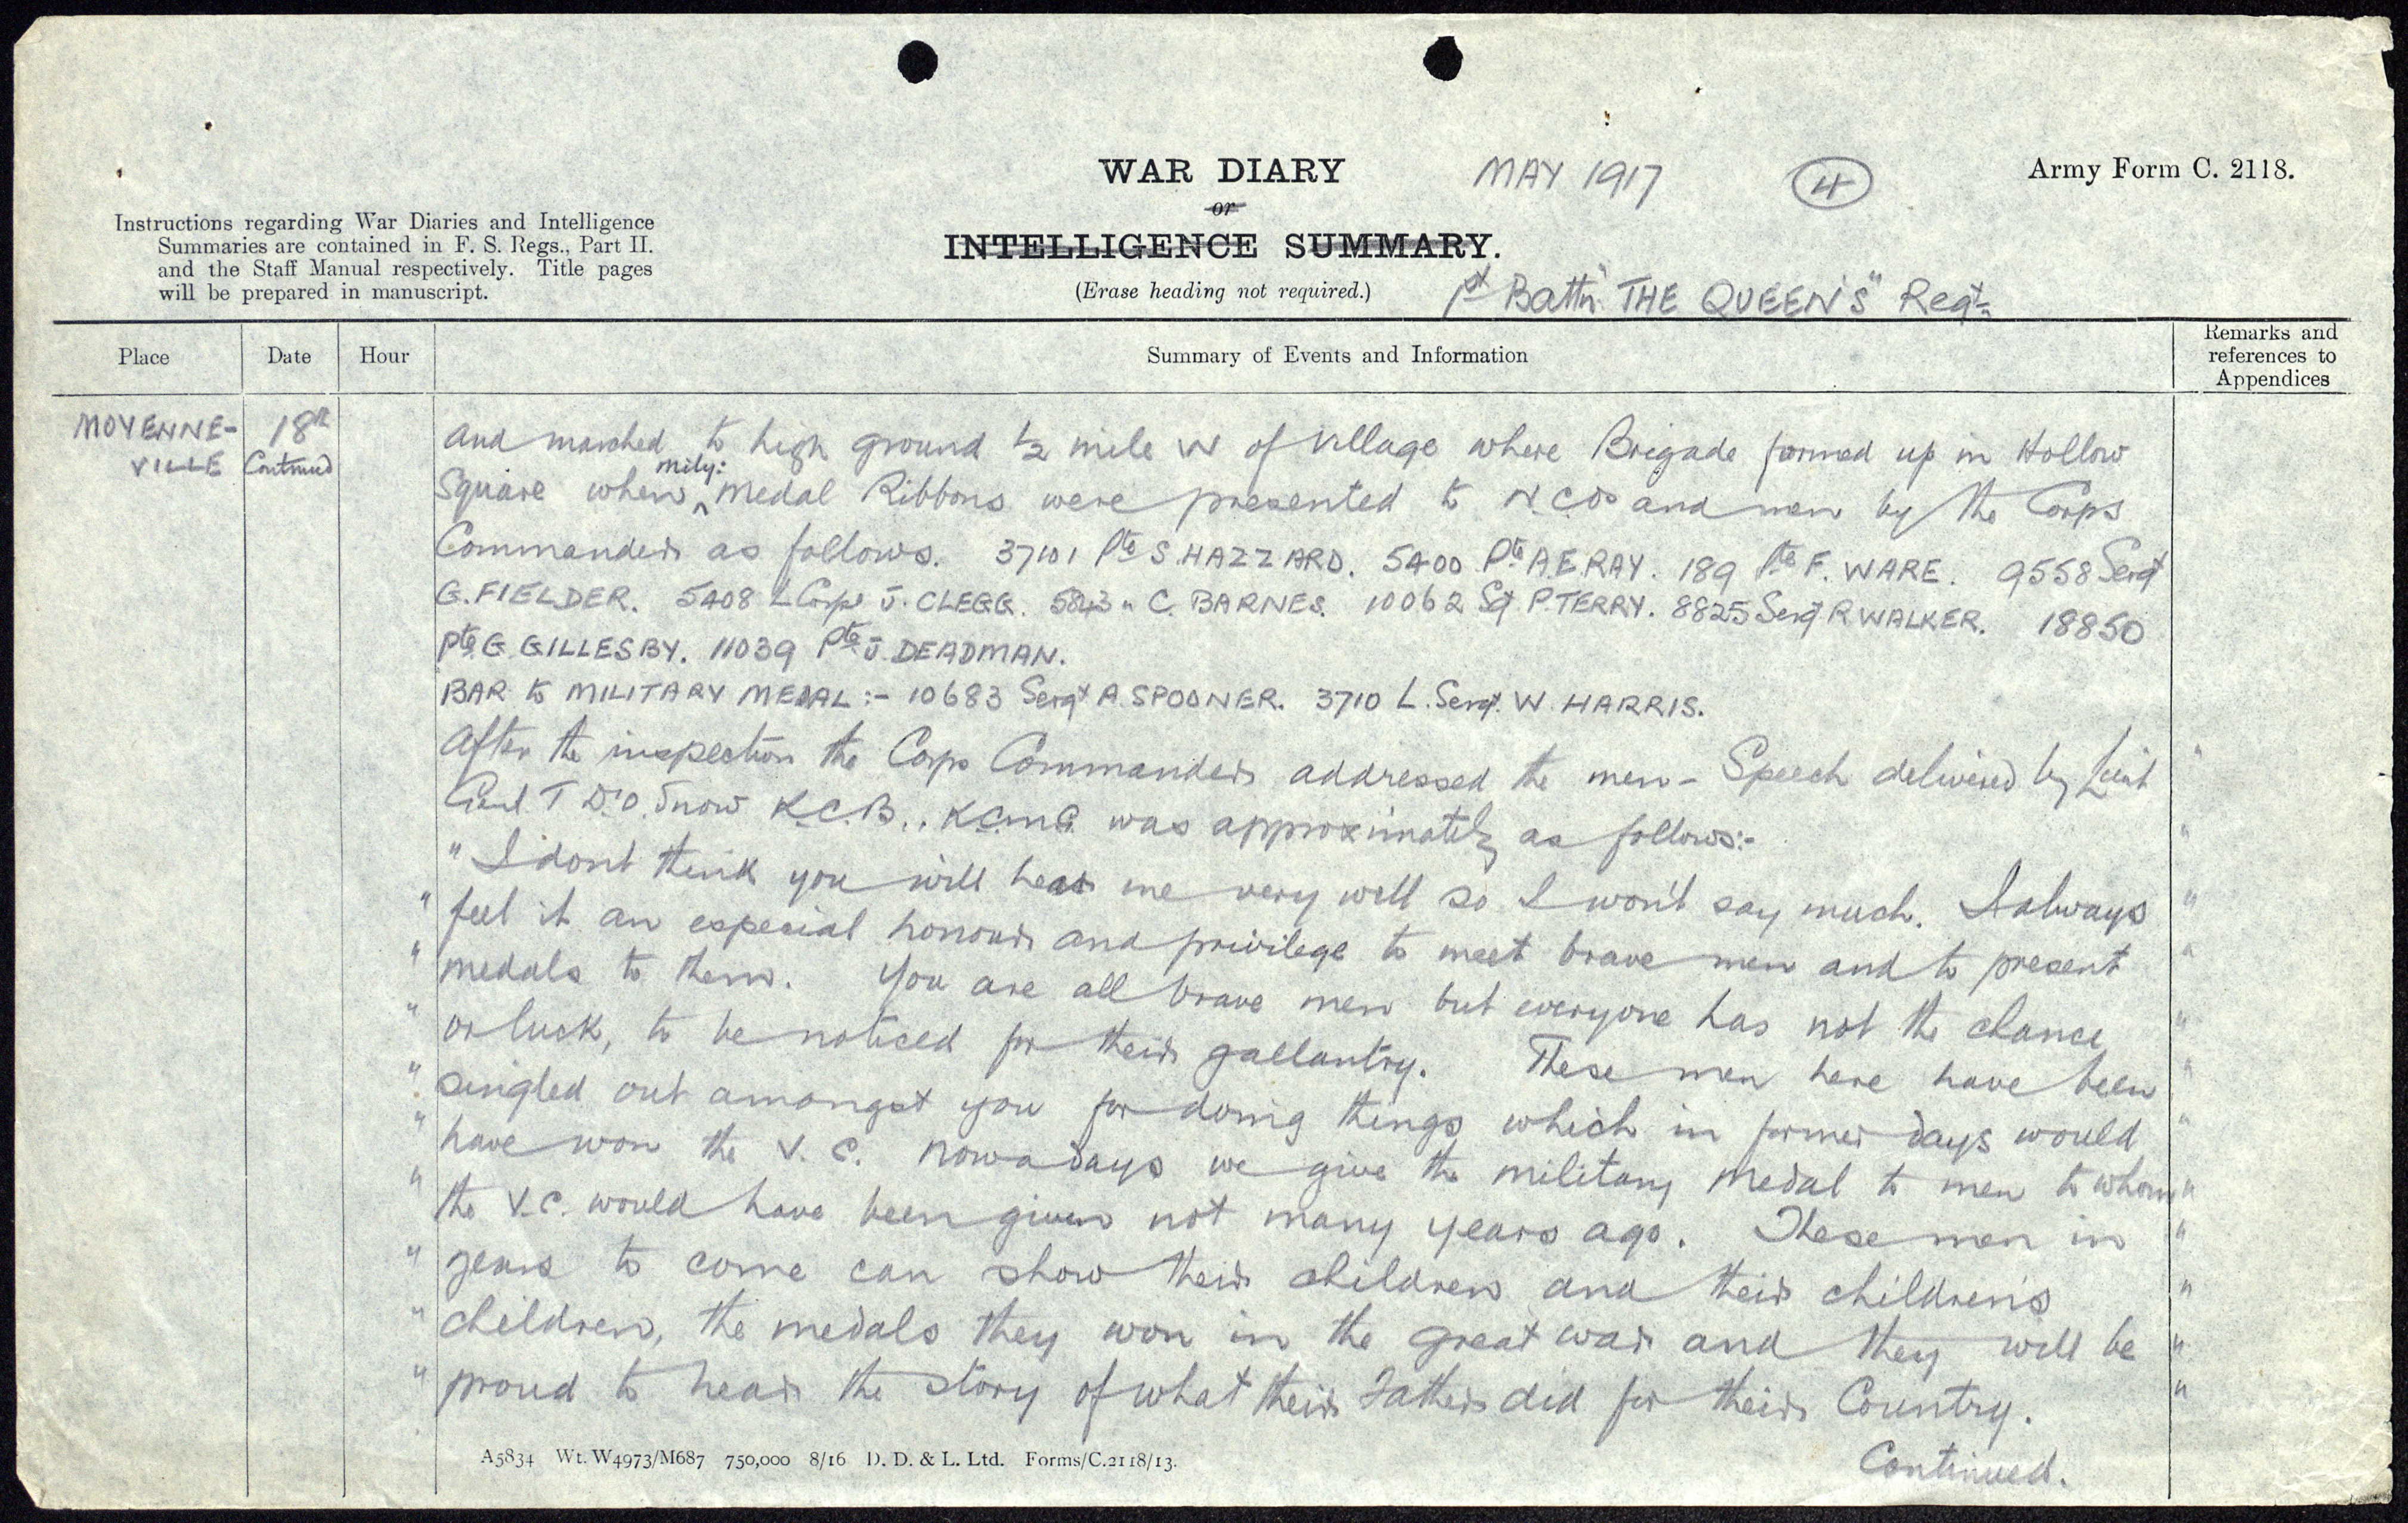 WAR DIARY
or
INTELLIGENCE SUMMARY.
(Erase heading not required.)
MAY 1917
4
Army Form C. 2118.
Instructions regarding War Diaries and Intelligence
Summaries are contained in F. S. Regs., Part II.
and the Staff Manual respectively. Title pages
will be prepared in manuscript.
1st Battn "THE QUEEN'S" Regt.
Place
Date
Hour
Summary of Events and Information
Remarks and
references to
Appendices
MOYENNE-
VILLE
18th
Continued
and marched to high ground ½ mile W of village where Brigade formed up in Hollow
Square when mily: Medal Ribbons were presented to N.C.Os and men by the Corps
Commander as follows. 37101 Pte S. HAZZARD. 5400 Pte A.E. RAY. 189 Pte F. WARE. 9558 Sergt
G. FIELDER. 5408 L Corpl J. CLEGG. 5843 " C. BARNES. 10062 Sgt P. TERRY. 8825 Sergt R WALKER. 18850
Pte G. GILLESBY. 11039 Pte J. DEADMAN.
BAR to MILITARY MEDAL :- 10683 Sergt A. SPOONER. 3710 L. Sergt. W. HARRIS.
After the inspection the Corps Commander addressed the men - Speech delivered by Lieut "
Genl T D'O. Snow K.C.B., K.C.M.G. was approximately as follows:- "
" I dont think you will hear me very well so I won't say much. I always "
" feel it an especial honour and privilege to meet brave men and to present "
" medals to them. You are all brave men but everyone has not the chance "
" or luck, to be noticed for their gallantry. These men here have been "
" singled out amongst you for doing things which in former days would "
" have won the V.C. Nowadays we give the Military Medal to men to whom "
" the V.C. would have been given not many years ago. These men in "
" years to come can show their children and their children's "
" children, the medals they won in the great war and they will be "
" proud to hear the story of what their Father did for their Country. "
Continued.
A5834 Wt. W4973/M687 750,000 8/16 D. D. & L. Ltd. Forms/C.2118/13.